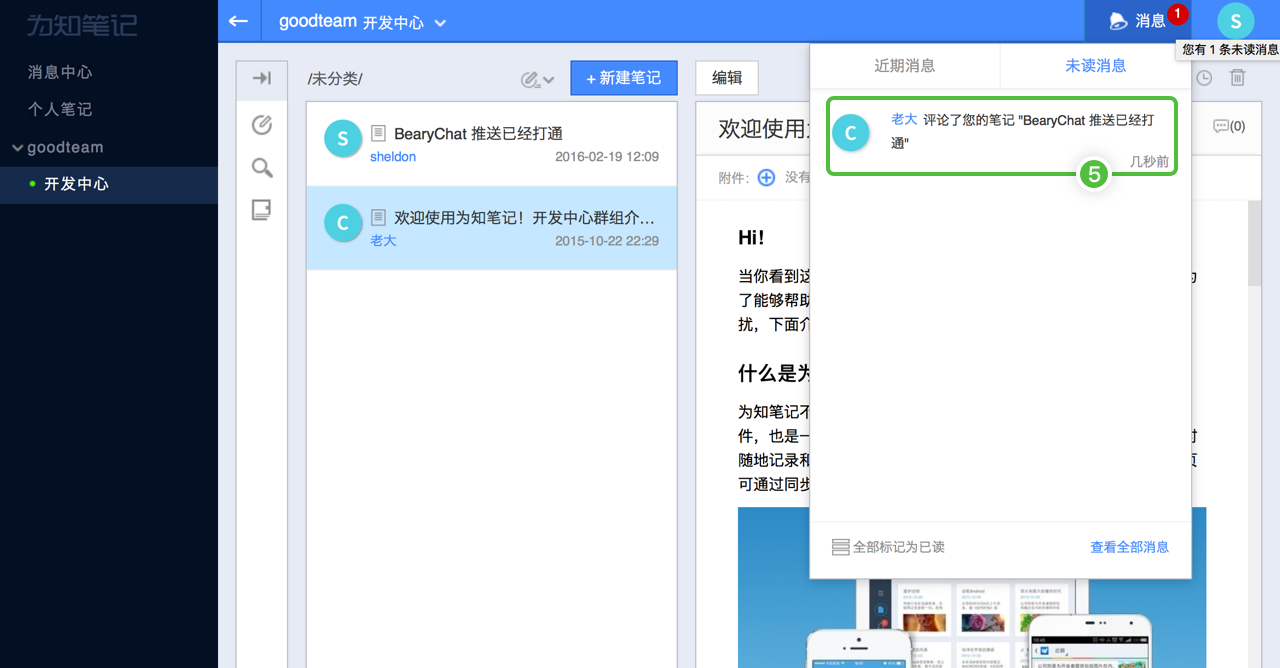 为知笔记
消息中心
个人笔记
goodteam
开发中心
goodteam 开发中心
消息
1
S
您有 1 条未读消息
/未分类/
+ 新建笔记
编辑
S
BearyChat 推送已经打通
sheldon
2016-02-19 12:09
C
欢迎使用为知笔记！开发中心群组介…
老大
2015-10-22 22:29
欢迎使用
(0)
附件:
没有
Hi!
当你看到这
了能够帮助
扰，下面介
什么是为
为知笔记不
件，也是一
随地记录和
可通过同步
近期消息
未读消息
C
老大 评论了您的笔记 "BearyChat 推送已经打
通"
几秒前
5
全部标记为已读
查看全部消息